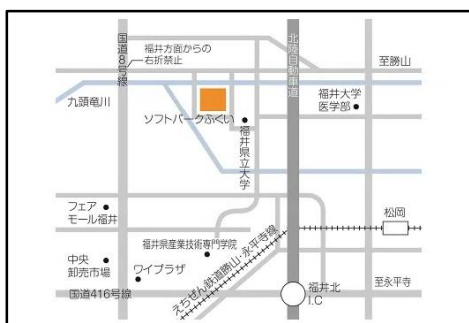 国道8号線
福井方面からの
右折禁止
北陸自動車道
至勝山
九頭竜川
ソフトパークふくい
福井県立大学
福井大学
医学部
フェア
モール福井
松岡
福井県産業技術専門学院
えちぜん鉄道勝山・永平寺線
中央
卸売市場
ワイプラザ
国道416号線
福井北
I.C
至永平寺